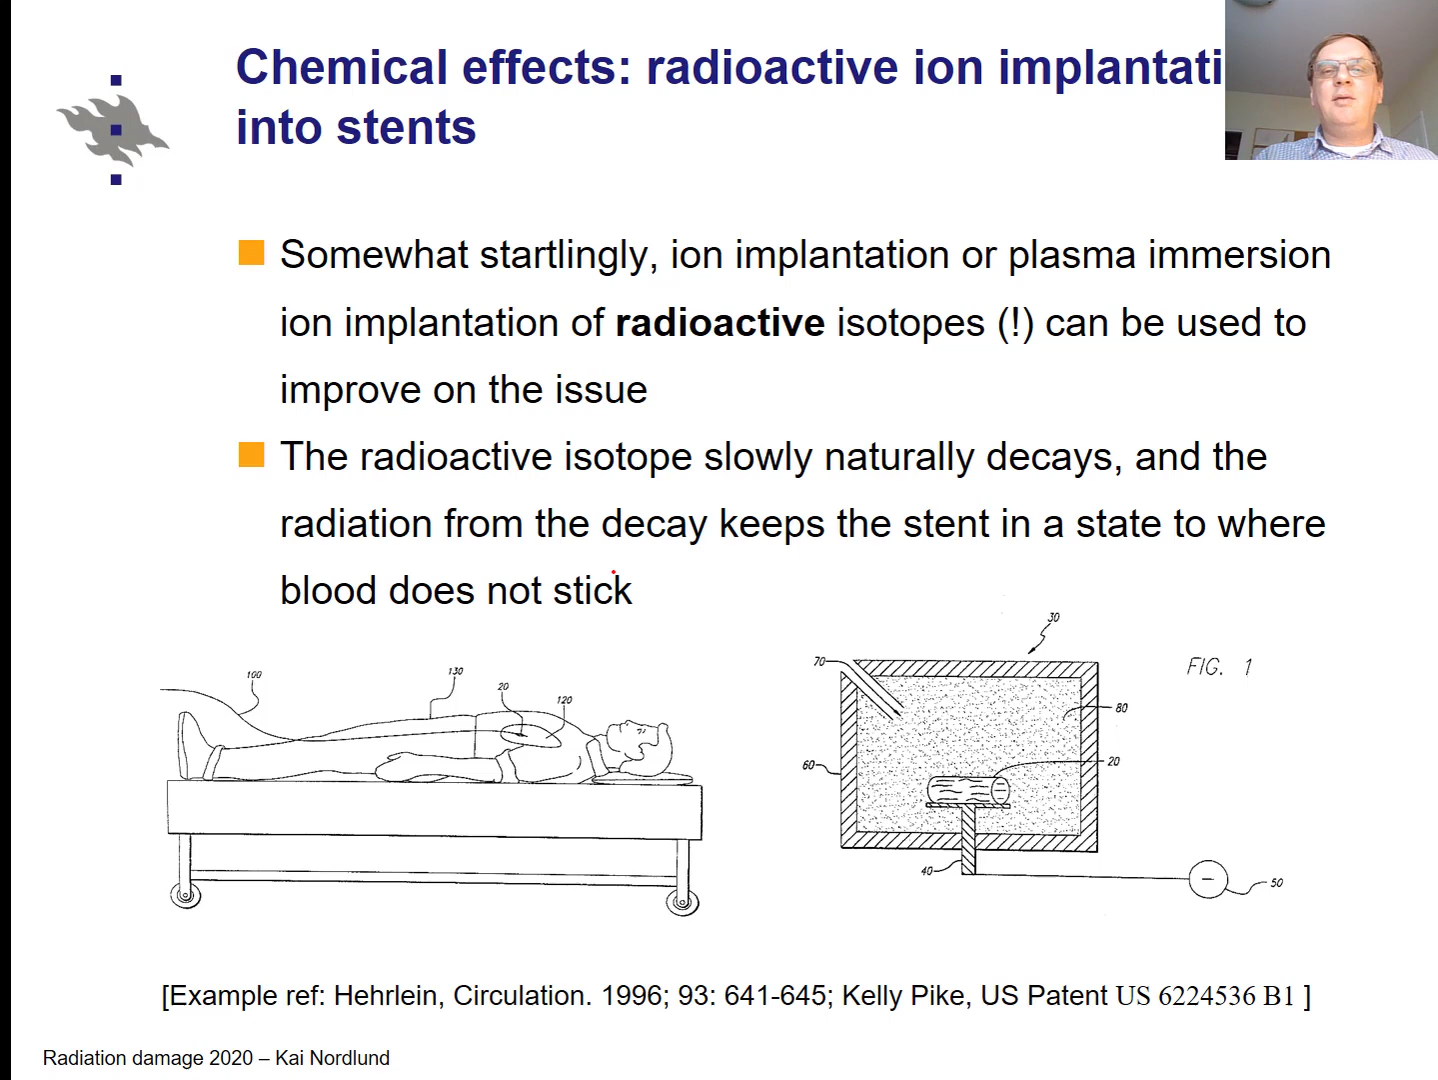 Chemical effects: radioactive ion implantati
into stents
Somewhat startlingly, ion implantation or plasma immersion
ion implantation of radioactive isotopes (!) can be used to
improve on the issue
The radioactive isotope slowly naturally decays, and the
radiation from the decay keeps the stent in a state to where
blood does not stick
100
130
20
120
30
70
FIG. 1
80
60
20
40
50
[Example ref: Hehrlein, Circulation. 1996; 93: 641-645; Kelly Pike, US Patent US 6224536 B1 ]
Radiation damage 2020 – Kai Nordlund